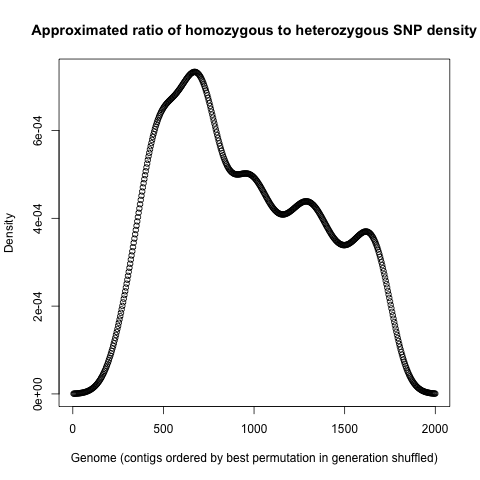 Approximated ratio of homozygous to heterozygous SNP density
6e-04
4e-04
2e-04
0e+00
Density
0 500 1000 1500 2000
Genome (contigs ordered by best permutation in generation shuffled)